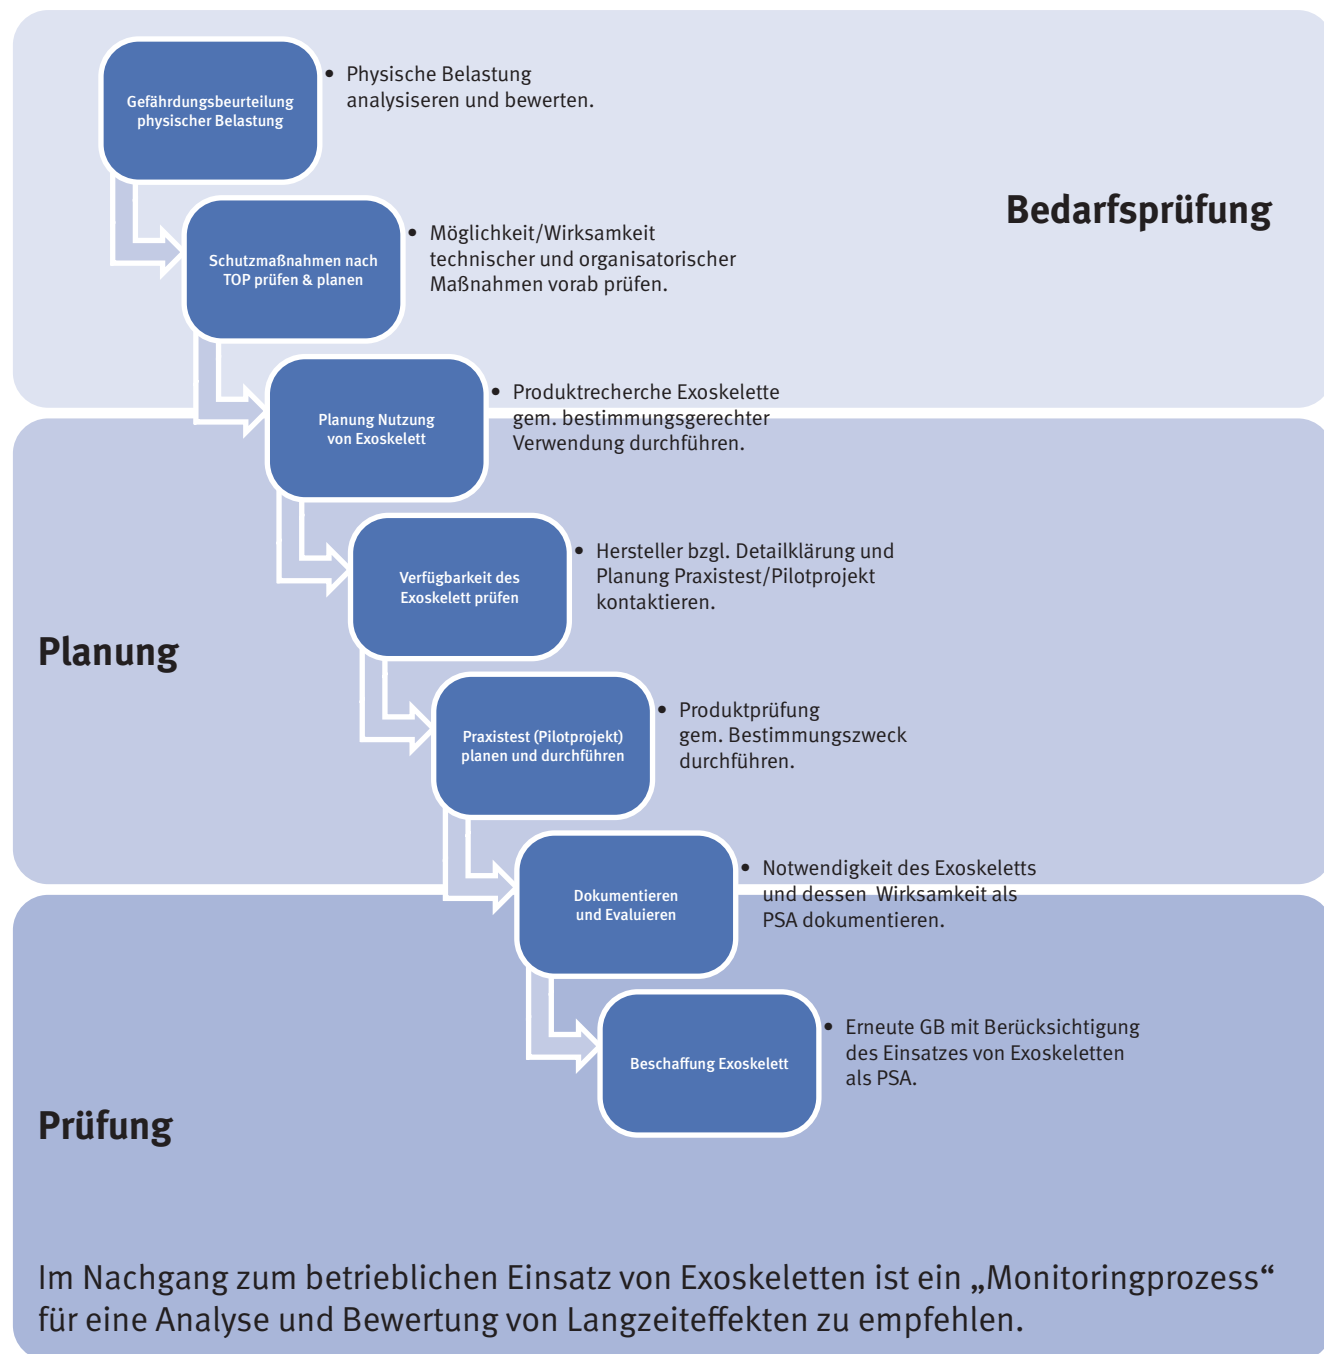 Gefährdungsbeurteilung
physischer Belastung
• Physische Belastung
analysiseren und bewerten.
Bedarfsprüfung
Schutzmaßnahmen nach
TOP prüfen & planen
• Möglichkeit/Wirksamkeit
technischer und organisatorischer
Maßnahmen vorab prüfen.
Planung Nutzung
von Exoskelett
• Produktrecherche Exoskelette
gem. bestimmungsgerechter
Verwendung durchführen.
Planung
Verfügbarkeit des
Exoskelett prüfen
• Hersteller bzgl. Detailklärung und
Planung Praxistest/Pilotprojekt
kontaktieren.
Praxistest (Pilotprojekt)
planen und durchführen
• Produktprüfung
gem. Bestimmungszweck
durchführen.
Dokumentieren
und Evaluieren
• Notwendigkeit des Exoskeletts
und dessen Wirksamkeit als
PSA dokumentieren.
Prüfung
Beschaffung Exoskelett
• Erneute GB mit Berücksichtigung
des Einsatzes von Exoskeletten
als PSA.
Im Nachgang zum betrieblichen Einsatz von Exoskeletten ist ein „Monitoringprozess“
für eine Analyse und Bewertung von Langzeiteffekten zu empfehlen.